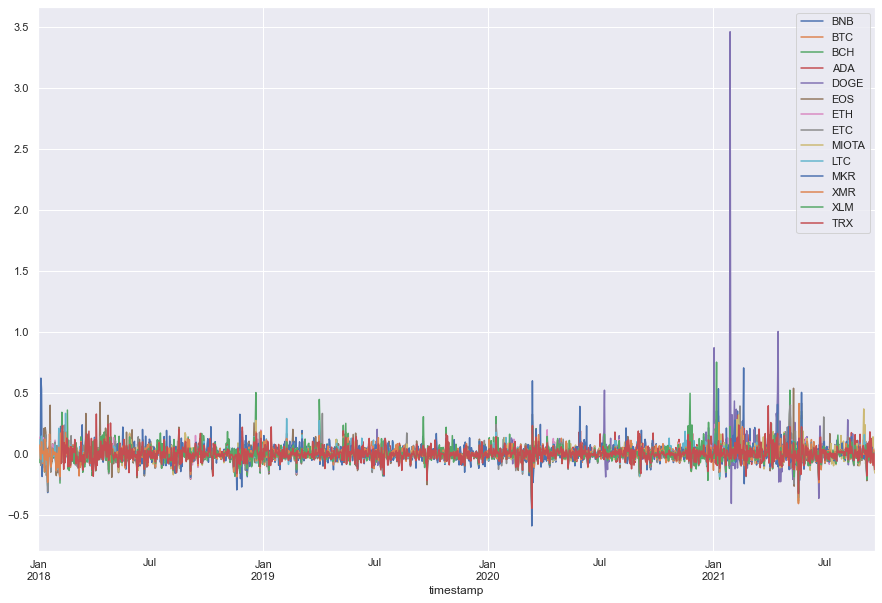 3.5
3.0
2.5
2.0
1.5
1.0
0.5
0.0
−0.5
BNB
BTC
BCH
ADA
DOGE
EOS
ETH
ETC
MIOTA
LTC
MKR
XMR
XLM
TRX
Jan Jul Jan Jul Jan Jul Jan Jul
2018 2019 2020 2021
timestamp